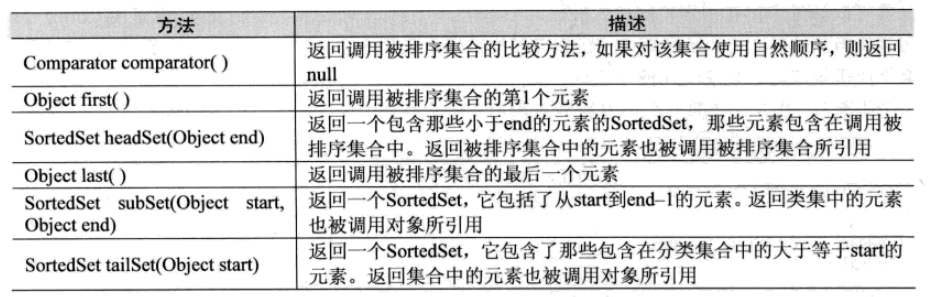 方法 描述
Comparator comparator( ) 返回调用被排序集合的比较方法，如果对该集合使用自然顺序，则返回
null
Object first( ) 返回调用被排序集合的第1个元素
SortedSet headSet(Object end) 返回一个包含那些小于end的元素的SortedSet，那些元素包含在调用被
排序集合中。返回被排序集合中的元素也被调用被排序集合所引用
Object last( ) 返回调用被排序集合的最后一个元素
SortedSet subSet(Object start, 返回一个SortedSet，它包括了从start到end–1的元素。返回类集中的元素
Object end) 也被调用对象所引用
SortedSet tailSet(Object start) 返回一个SortedSet，它包含了那些包含在分类集合中的大于等于start的
元素。返回集合中的元素也被调用对象所引用